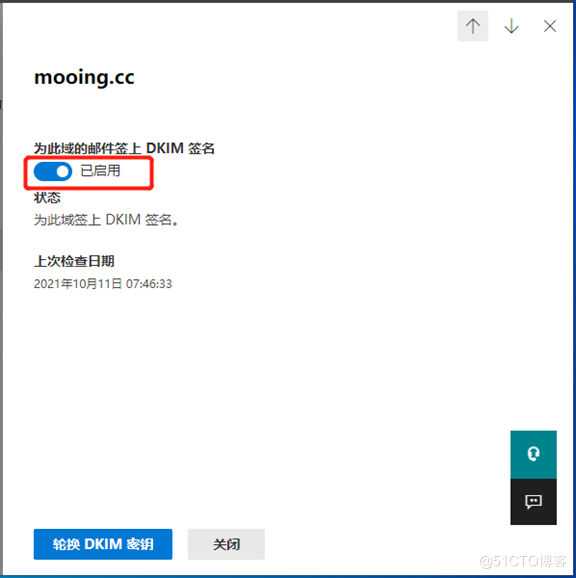 mooing.cc
为此域的邮件签上 DKIM 签名
已启用
状态
为此域签上 DKIM 签名。
上次检查日期
2021年10月11日 07:46:33
轮换 DKIM 密钥
关闭
@51CTO博客